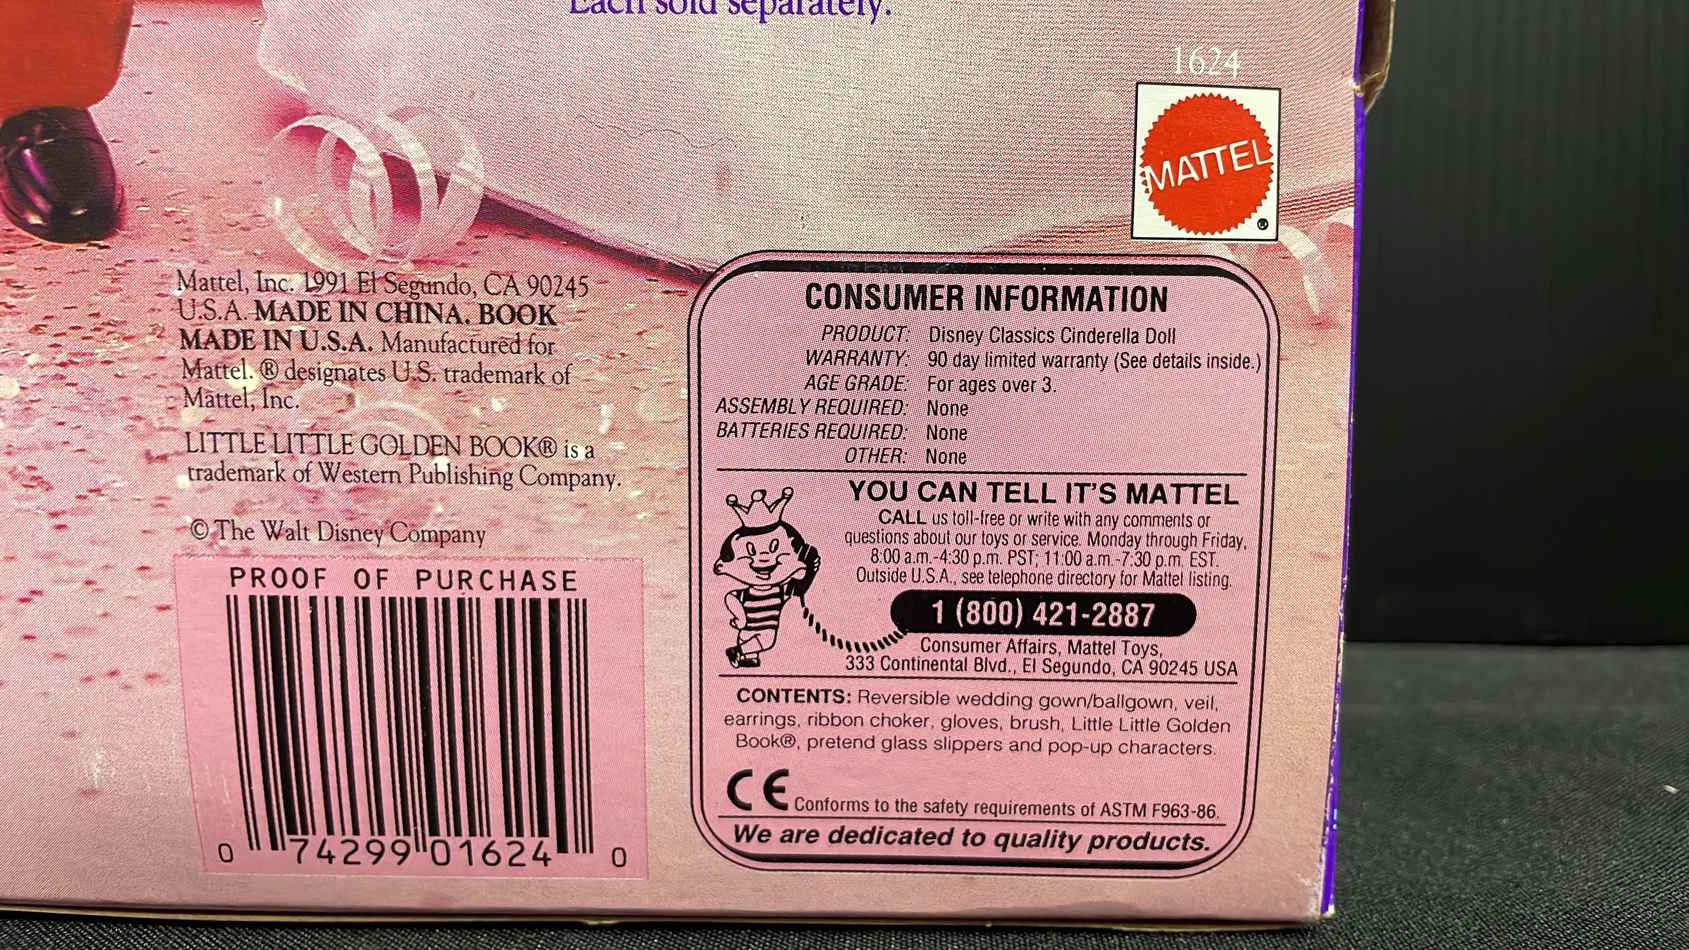 Each sold separately.
1624
MATTEL
®
Mattel, Inc. 1991 El Segundo, CA 90245
U.S.A. MADE IN CHINA. BOOK
MADE IN U.S.A. Manufactured for
Mattel. ® designates U.S. trademark of
Mattel, Inc.
LITTLE LITTLE GOLDEN BOOK® is a
trademark of Western Publishing Company.
© The Walt Disney Company
PROOF OF PURCHASE
0 74299 01624 0
CONSUMER INFORMATION
PRODUCT: Disney Classics Cinderella Doll
WARRANTY: 90 day limited warranty (See details inside.)
AGE GRADE: For ages over 3.
ASSEMBLY REQUIRED: None
BATTERIES REQUIRED: None
OTHER: None
YOU CAN TELL IT'S MATTEL
CALL us toll-free or write with any comments or
questions about our toys or service. Monday through Friday,
8:00 a.m.-4:30 p.m. PST; 11:00 a.m.-7:30 p.m. EST.
Outside U.S.A., see telephone directory for Mattel listing.
1 (800) 421-2887
Consumer Affairs, Mattel Toys,
333 Continental Blvd., El Segundo, CA 90245 USA
CONTENTS: Reversible wedding gown/ballgown, veil,
earrings, ribbon choker, gloves, brush, Little Little Golden
Book®, pretend glass slippers and pop-up characters.
CE Conforms to the safety requirements of ASTM F963-86.
We are dedicated to quality products.